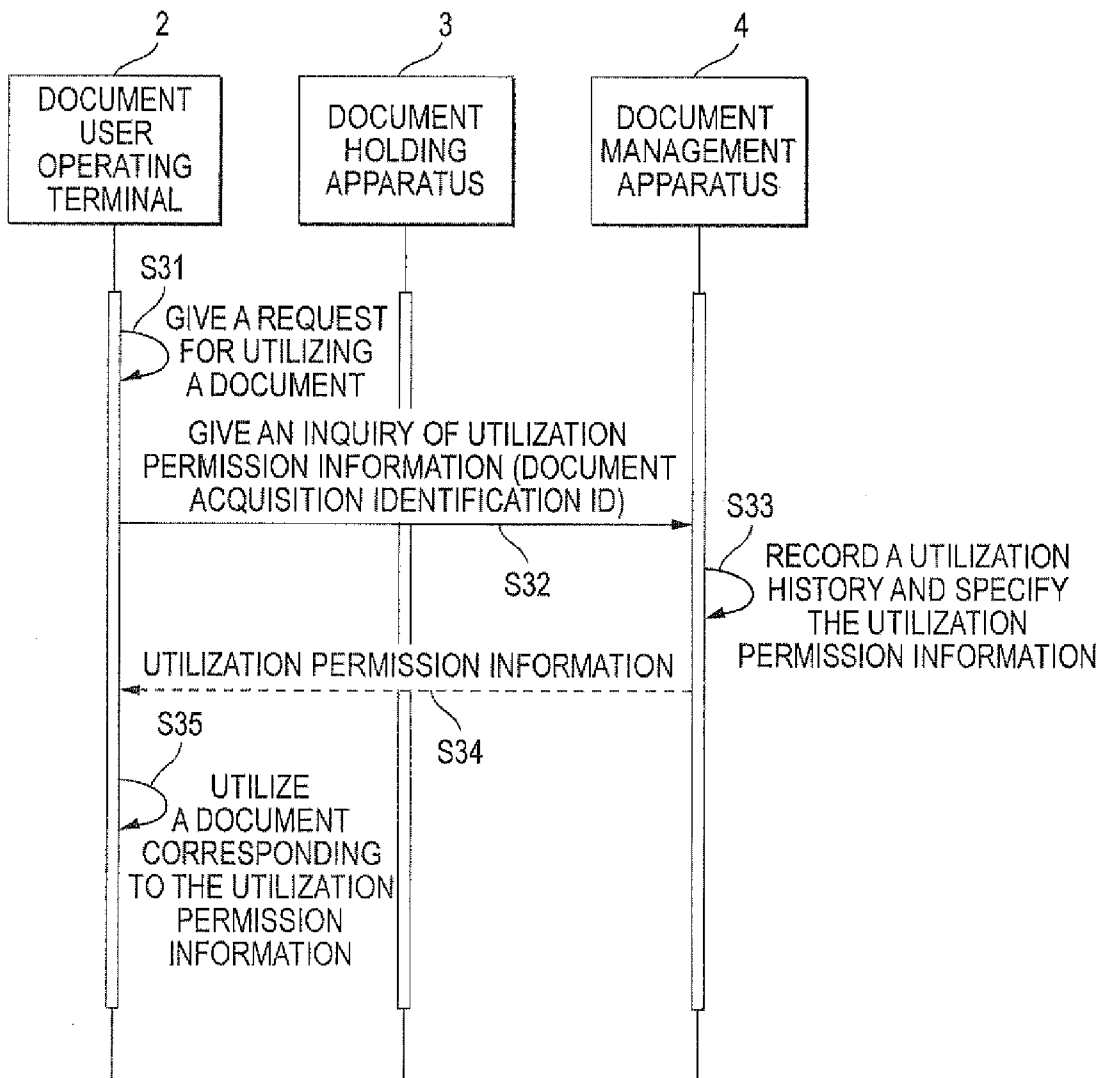 2
3
4
DOCUMENT
USER
OPERATING
TERMINAL
DOCUMENT
HOLDING
APPARATUS
DOCUMENT
MANAGEMENT
APPARATUS
S31
GIVE A REQUEST
FOR UTILIZING
A DOCUMENT
GIVE AN INQUIRY OF UTILIZATION
PERMISSION INFORMATION (DOCUMENT
ACQUISITION IDENTIFICATION ID)
S32
S33
RECORD A UTILIZATION
HISTORY AND SPECIFY
THE UTILIZATION
PERMISSION INFORMATION
UTILIZATION PERMISSION INFORMATION
S34
S35
UTILIZE
A DOCUMENT
CORRESPONDING
TO THE UTILIZATION
PERMISSION
INFORMATION